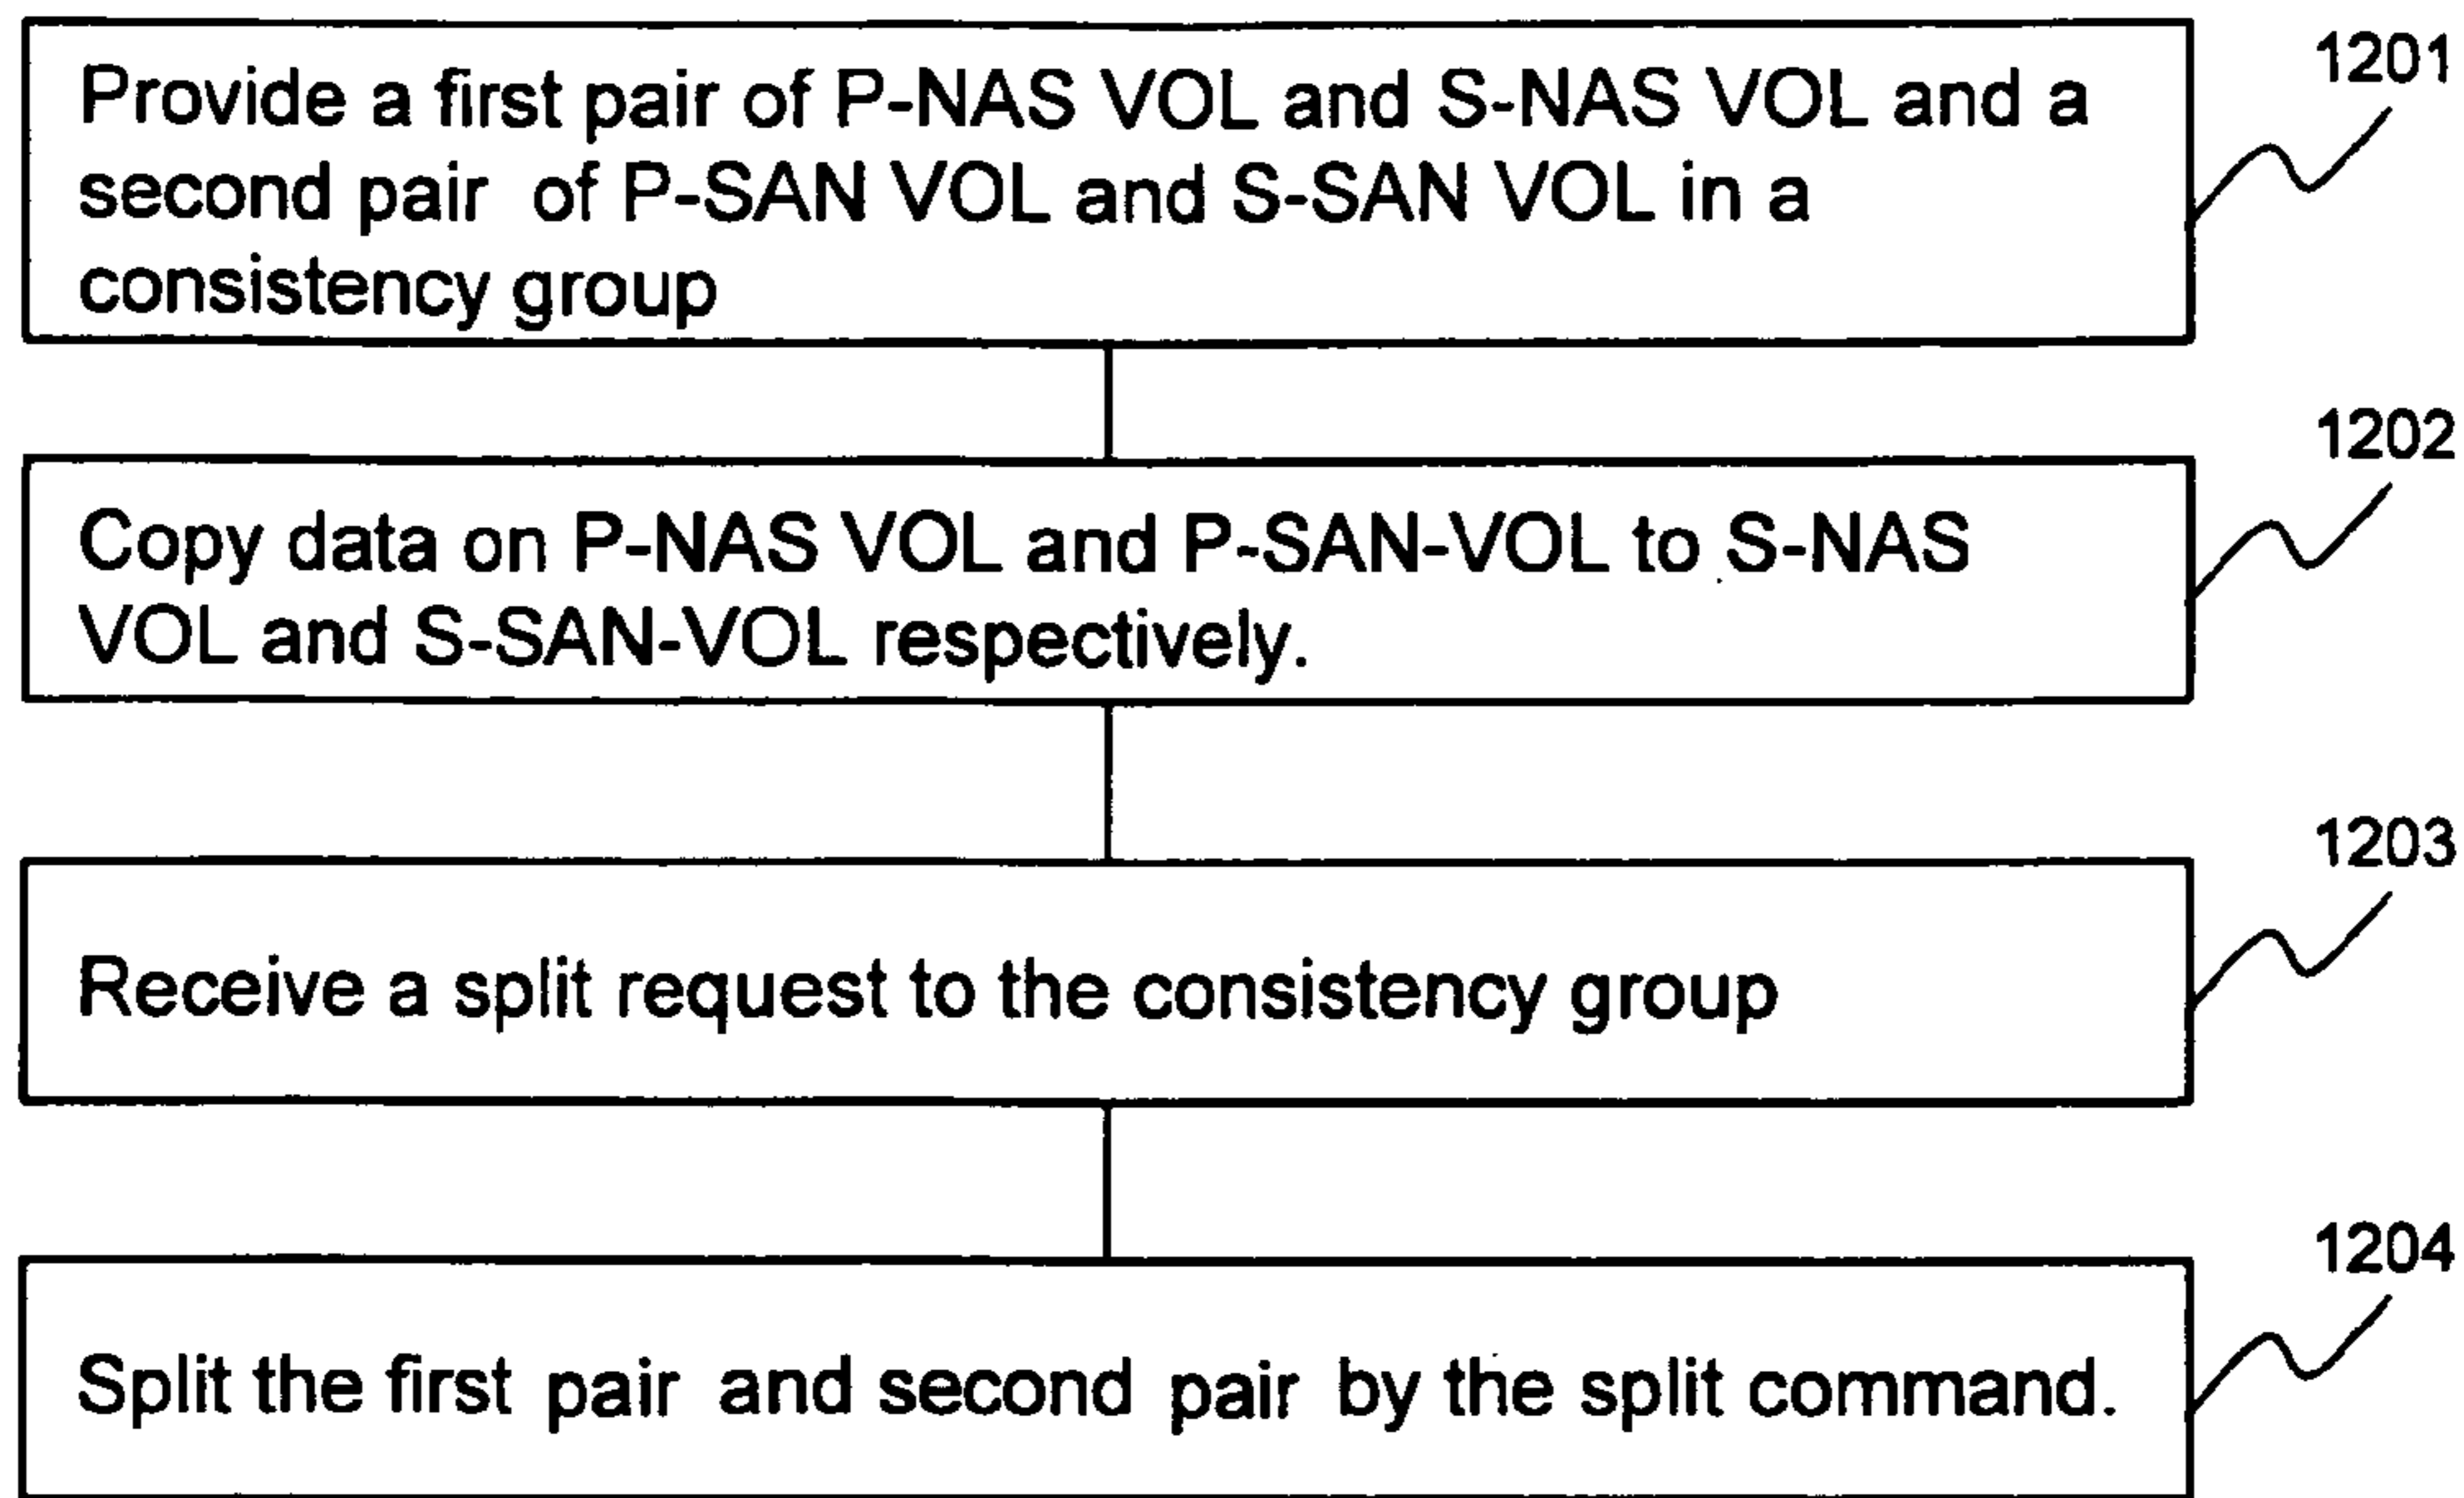 1201
Provide a first pair of P-NAS VOL and S-NAS VOL and a
second pair of P-SAN VOL and S-SAN VOL in a
consistency group
1202
Copy data on P-NAS VOL and P-SAN-VOL to S-NAS
VOL and S-SAN-VOL respectively.
1203
Receive a split request to the consistency group
1204
Split the first pair and second pair by the split command.